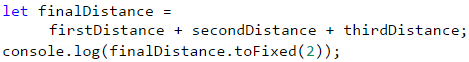 let finalDistance =
firstDistance + secondDistance + thirdDistance;
console.log(finalDistance.toFixed(2));